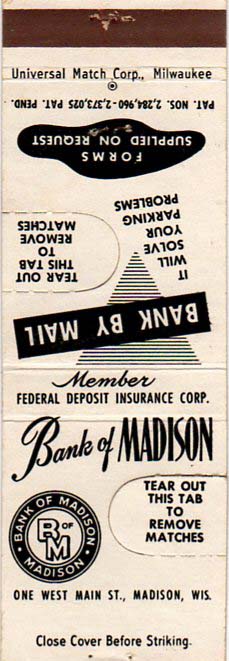 Universal Match Corp., Milwaukee
PAT. NOS. 2,284,960 - 2,373,025 PAT. PEND.
FORMS
SUPPLIED ON REQUEST
IT
WILL
SOLVE
YOUR
PARKING
PROBLEMS
TEAR OUT
THIS TAB
TO
REMOVE
MATCHES
BANK BY MAIL
Member
FEDERAL DEPOSIT INSURANCE CORP.
Bank of MADISON
BANK OF MADISON
B OF M
MADISON
TEAR OUT
THIS TAB
TO
REMOVE
MATCHES
ONE WEST MAIN ST., MADISON, WIS.
Close Cover Before Striking.